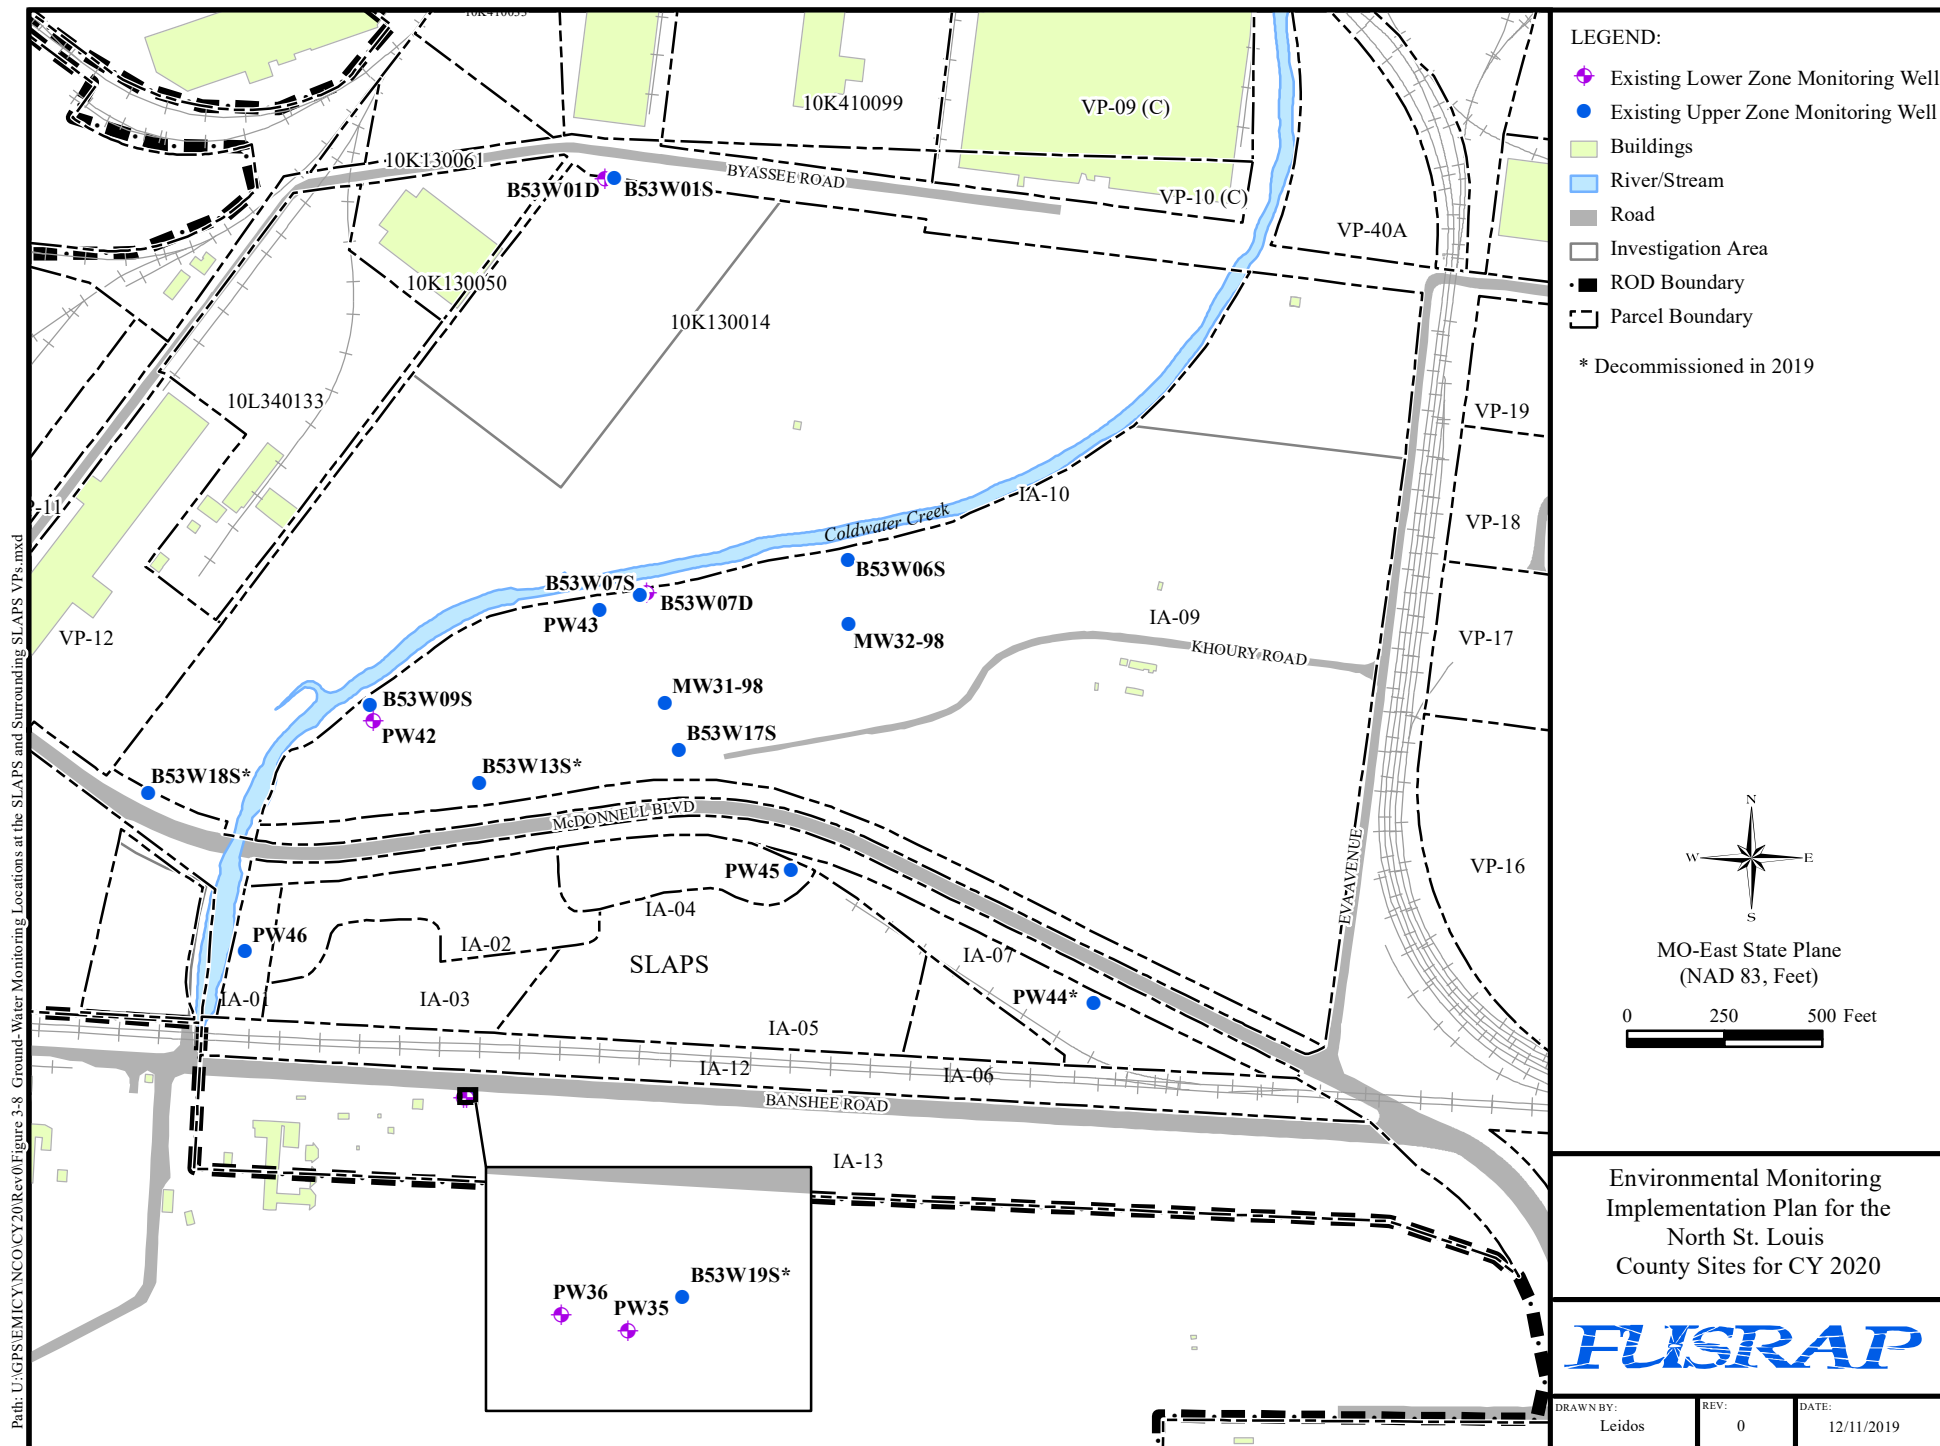 10K410099
VP-09 (C)
10K130061
BYASSEE ROAD
B53W01D
B53W01S
VP-10 (C)
VP-40A
10K130050
10K130014
10L340133
VP-19
IA-10
VP-18
Coldwater Creek
B53W06S
B53W07S
B53W07D
PW43
IA-09
VP-12
MW32-98
VP-17
KHOURY ROAD
MW31-98
B53W09S
PW42
B53W17S
B53W18S*
B53W13S*
McDONNELL BLVD
PW45
EVA AVENUE
VP-16
IA-04
PW46
IA-02
IA-07
SLAPS
IA-01
IA-03
PW44*
IA-05
IA-12
IA-06
BANSHEE ROAD
IA-13
B53W19S*
PW36
PW35
Path: U:\GPS\EMICY\NCO\CY20\Rev0\Figure 3-8 Ground-Water Monitoring Locations at the SLAPS and Surrounding SLAPS VPs.mxd
LEGEND:
Existing Lower Zone Monitoring Well
Existing Upper Zone Monitoring Well
Buildings
River/Stream
Road
Investigation Area
ROD Boundary
Parcel Boundary
* Decommissioned in 2019
N
W
E
S
MO-East State Plane
(NAD 83, Feet)
0 250 500 Feet
Environmental Monitoring
Implementation Plan for the
North St. Louis
County Sites for CY 2020
FUSRAP
DRAWN BY:
Leidos
REV:
0
DATE:
12/11/2019